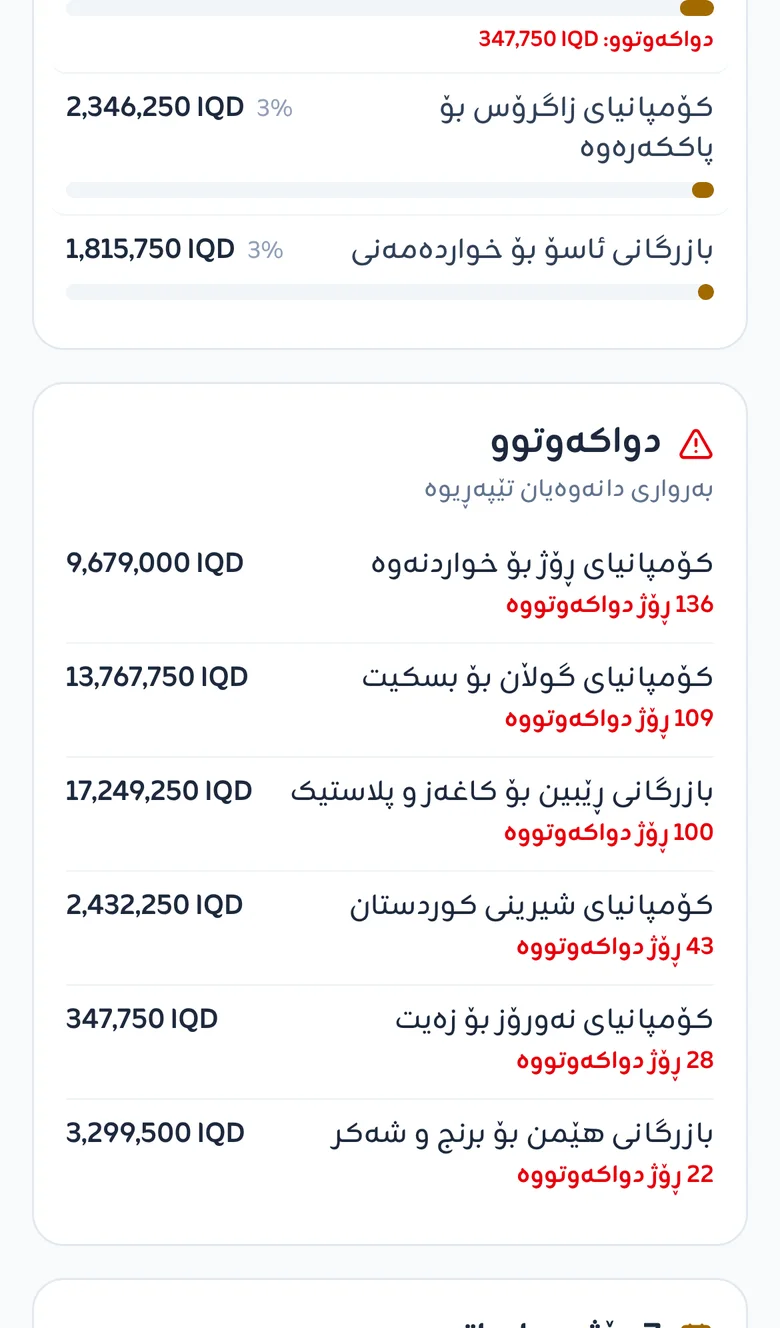 دواکەوتوو: 347,750 IQD
کۆمپانیای زاگرۆس بۆ 3% 2,346,250 IQD
پاککەرەوە
بازرگانی ئاسۆ بۆ خواردەمەنی 3% 1,815,750 IQD
دواکەوتوو
بەرواری دانەوەیان تێپەڕیوە
کۆمپانیای ڕۆژ بۆ خواردنەوە 9,679,000 IQD
136 ڕۆژ دواکەوتووە
کۆمپانیای گوڵان بۆ بسکیت 13,767,750 IQD
109 ڕۆژ دواکەوتووە
بازرگانی ڕێبین بۆ کاغەز و پلاستیک 17,249,250 IQD
100 ڕۆژ دواکەوتووە
کۆمپانیای شیرینی کوردستان 2,432,250 IQD
43 ڕۆژ دواکەوتووە
کۆمپانیای نەورۆز بۆ زەیت 347,750 IQD
28 ڕۆژ دواکەوتووە
بازرگانی هێمن بۆ برنج و شەکر 3,299,500 IQD
22 ڕۆژ دواکەوتووە